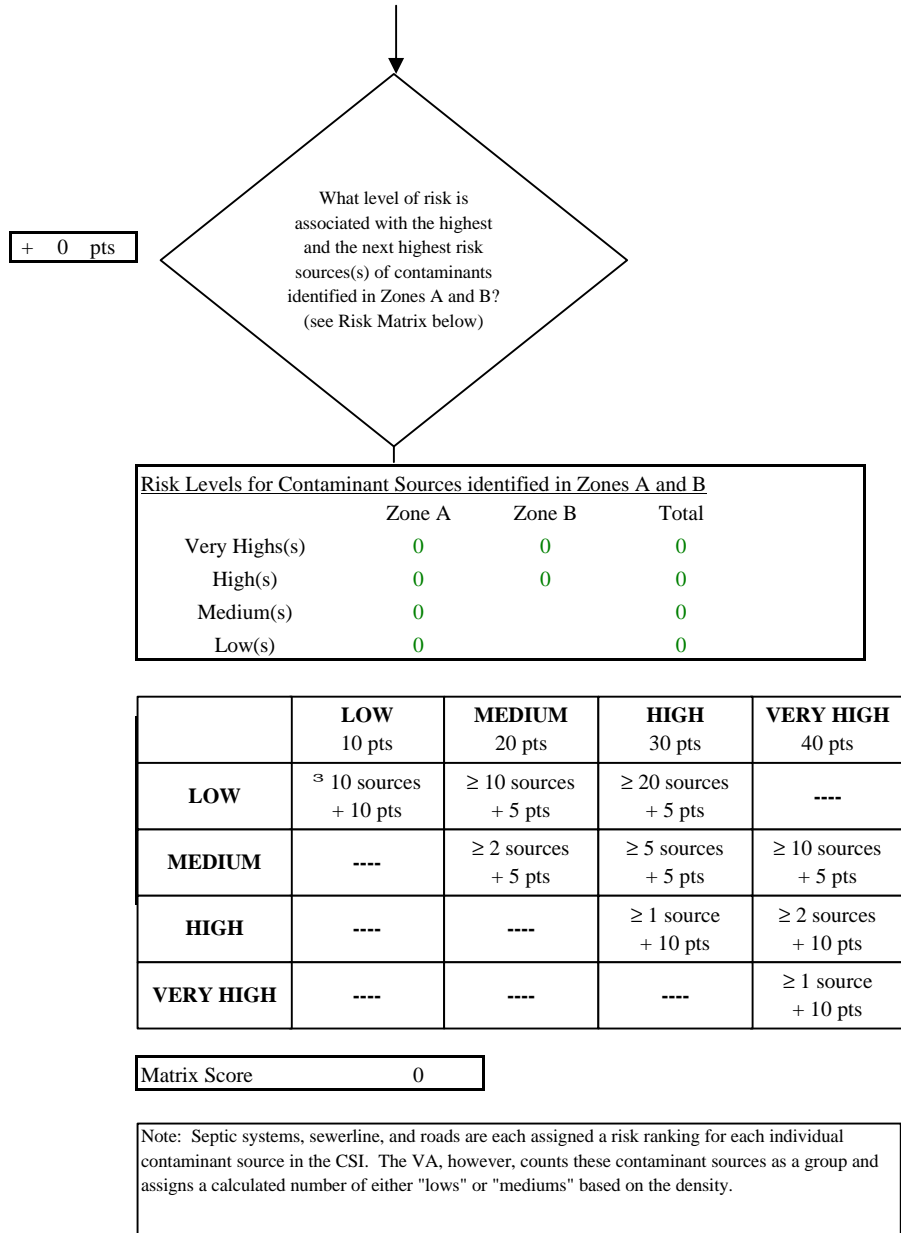 What level of risk is
associated with the highest
and the next highest risk
sources(s) of contaminants
identified in Zones A and B?
(see Risk Matrix below)
+ 0 pts
Risk Levels for Contaminant Sources identified in Zones A and B
Zone A Zone B Total
Very Highs(s) 0 0 0
High(s) 0 0 0
Medium(s) 0 0
Low(s) 0 0
LOW MEDIUM HIGH VERY HIGH
10 pts 20 pts 30 pts 40 pts
LOW ³ 10 sources ≥ 10 sources ≥ 20 sources ----
+ 10 pts + 5 pts + 5 pts
MEDIUM ---- ≥ 2 sources ≥ 5 sources ≥ 10 sources
+ 5 pts + 5 pts + 5 pts
HIGH ---- ---- ≥ 1 source ≥ 2 sources
+ 10 pts + 10 pts
VERY HIGH ---- ---- ---- ≥ 1 source
+ 10 pts
Matrix Score 0
Note: Septic systems, sewerline, and roads are each assigned a risk ranking for each individual
contaminant source in the CSI. The VA, however, counts these contaminant sources as a group and
assigns a calculated number of either "lows" or "mediums" based on the density.